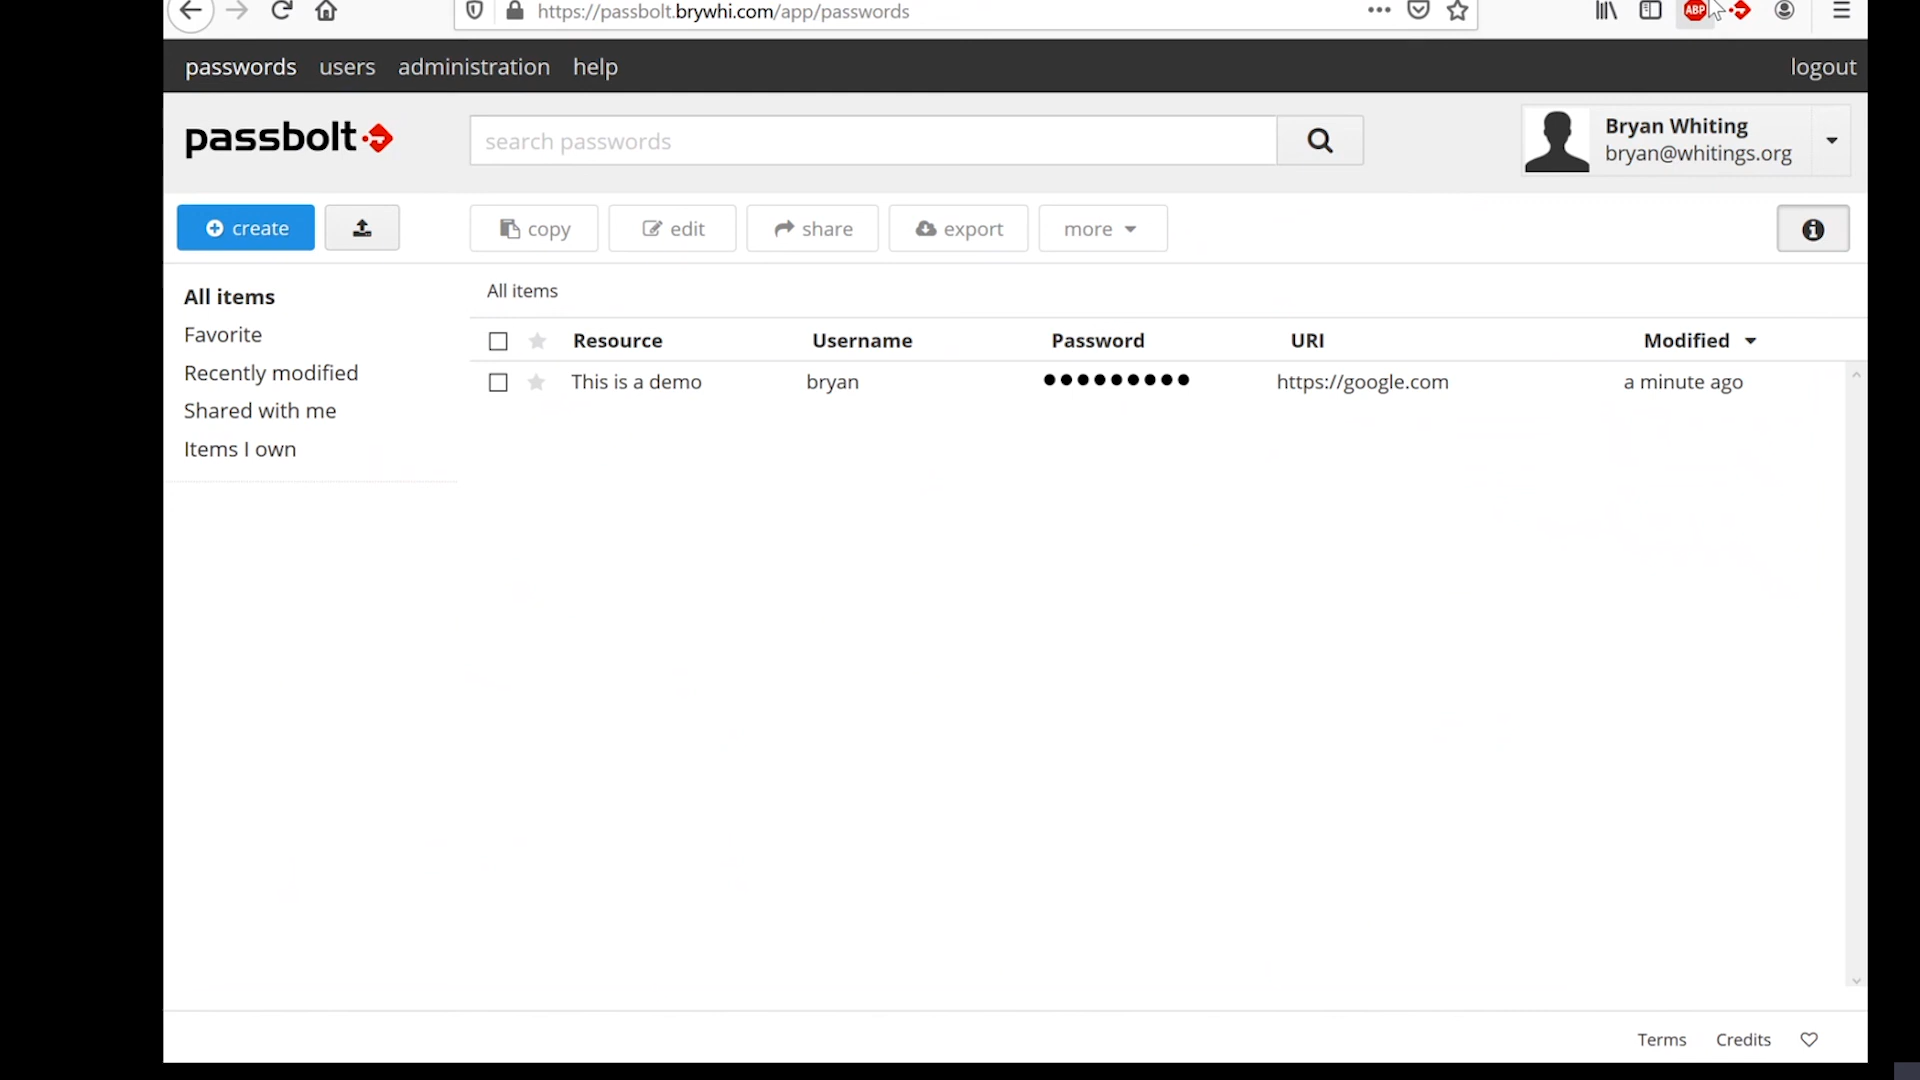 https://passbolt.brywhi.com/app/passwords
ABP
passwords users administration help logout
passbolt
search passwords
Bryan Whiting
bryan@whitings.org
create copy edit share export more
All items
Favorite
Recently modified
Shared with me
Items I own
All items
Resource Username Password URI Modified
This is a demo bryan ●●●●●●●●● https://google.com a minute ago
Terms Credits